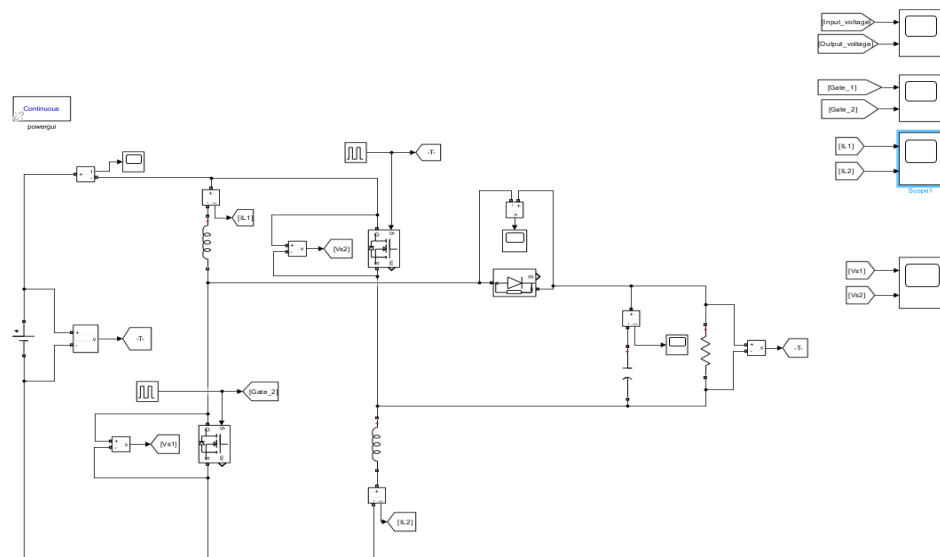 [Input_voltage]
[Output_voltage]
[Gate_1]
[Gate_2]
Continuous
powergui
-T-
[IL1]
[IL2]
Scope1
[IL1]
[Vs2]
[Vs1]
[Vs2]
-T-
-T-
[Gate_2]
[Vs1]
[IL2]